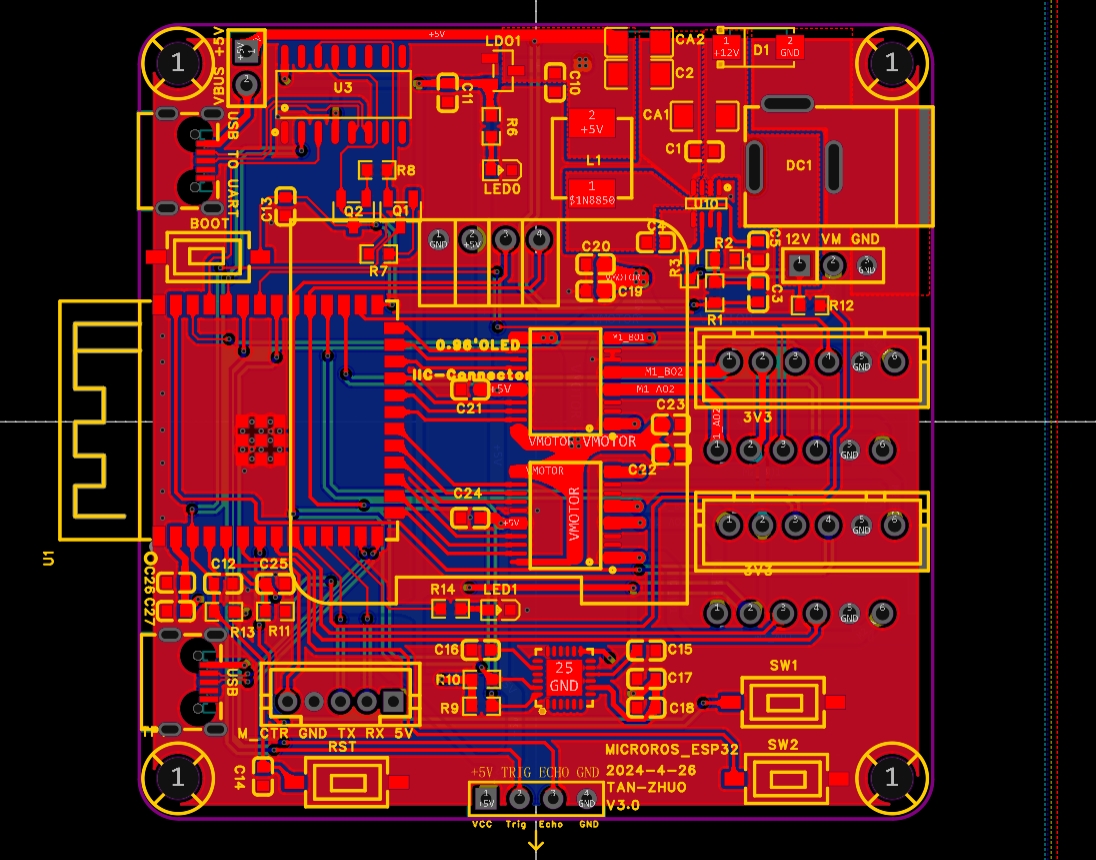 +5V
+5V
LDO1
CA2
1
+12V
D1
2
GND
1
1
+5V
1
U3
C11
C10
C2
VBUS
2
CA1
2
+5V
R6
USB TO UART
C1
L1
DC1
R8
LED0
1
$1N8850
C13
Q2
Q1
U10
BOOT
C4
1
GND
2
+5V
3
4
R2
C5
12V VM GND
R7
C20
VMOTOR
R3
1
2
3
GND
C19
C3
R12
R1
0.96'OLED
M1_BO1
1
2
3
4
5
GND
6
IIC-Connector
M1_BO2
+5V
M1_AO2
C21
C23
3V3
VMOTOR
VMOTOR
1
2
3
4
5
GND
6
VMOTOR
C22
C24
VMOTOR
+5V
1
2
3
4
5
GND
6
U1
C26
C12
C25
3V3
C27
R14
LED1
R13
R11
1
2
3
4
5
GND
6
C16
C15
USB
R10
25
GND
C17
SW1
R9
C18
M_CTR GND TX RX 5V
RST
MICROROS_ESP32
SW2
1
C14
+5V TRIG ECHO GND
2024-4-26
1
TAN-ZHUO
1
+5V
2
3
4
GND
V3.0
VCC
Trig
Echo
GND